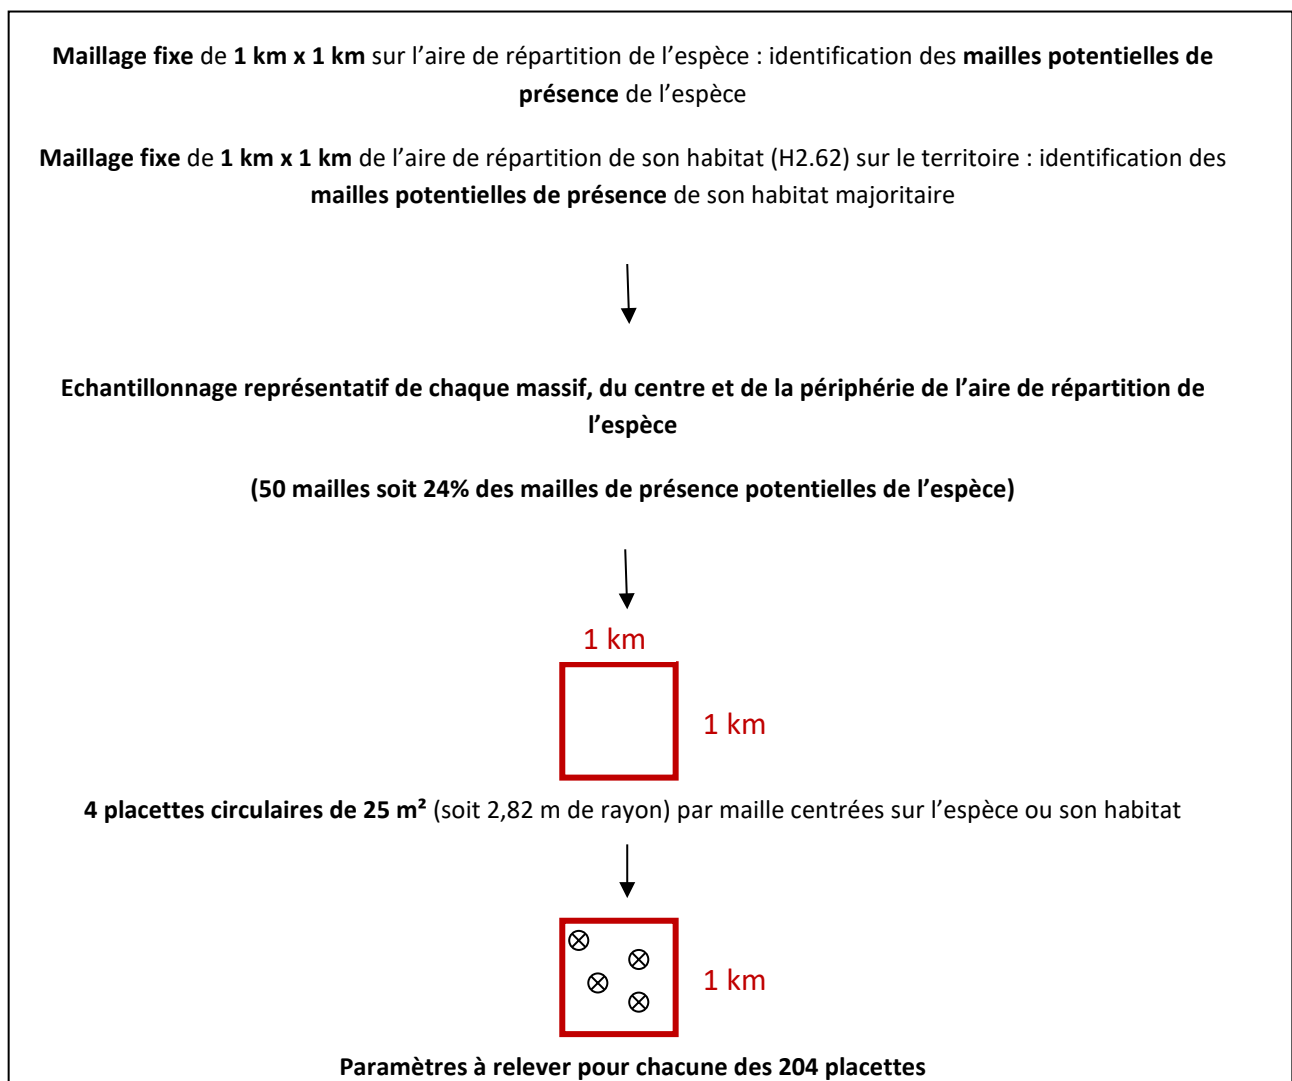 Maillage fixe de 1 km x 1 km sur l’aire de répartition de l’espèce : identification des mailles potentielles de
présence de l’espèce
Maillage fixe de 1 km x 1 km de l’aire de répartition de son habitat (H2.62) sur le territoire : identification des
mailles potentielles de présence de son habitat majoritaire
Echantillonnage représentatif de chaque massif, du centre et de la périphérie de l’aire de répartition de
l’espèce
(50 mailles soit 24% des mailles de présence potentielles de l’espèce)
1 km
1 km
4 placettes circulaires de 25 m² (soit 2,82 m de rayon) par maille centrées sur l’espèce ou son habitat
1 km
Paramètres à relever pour chacune des 204 placettes